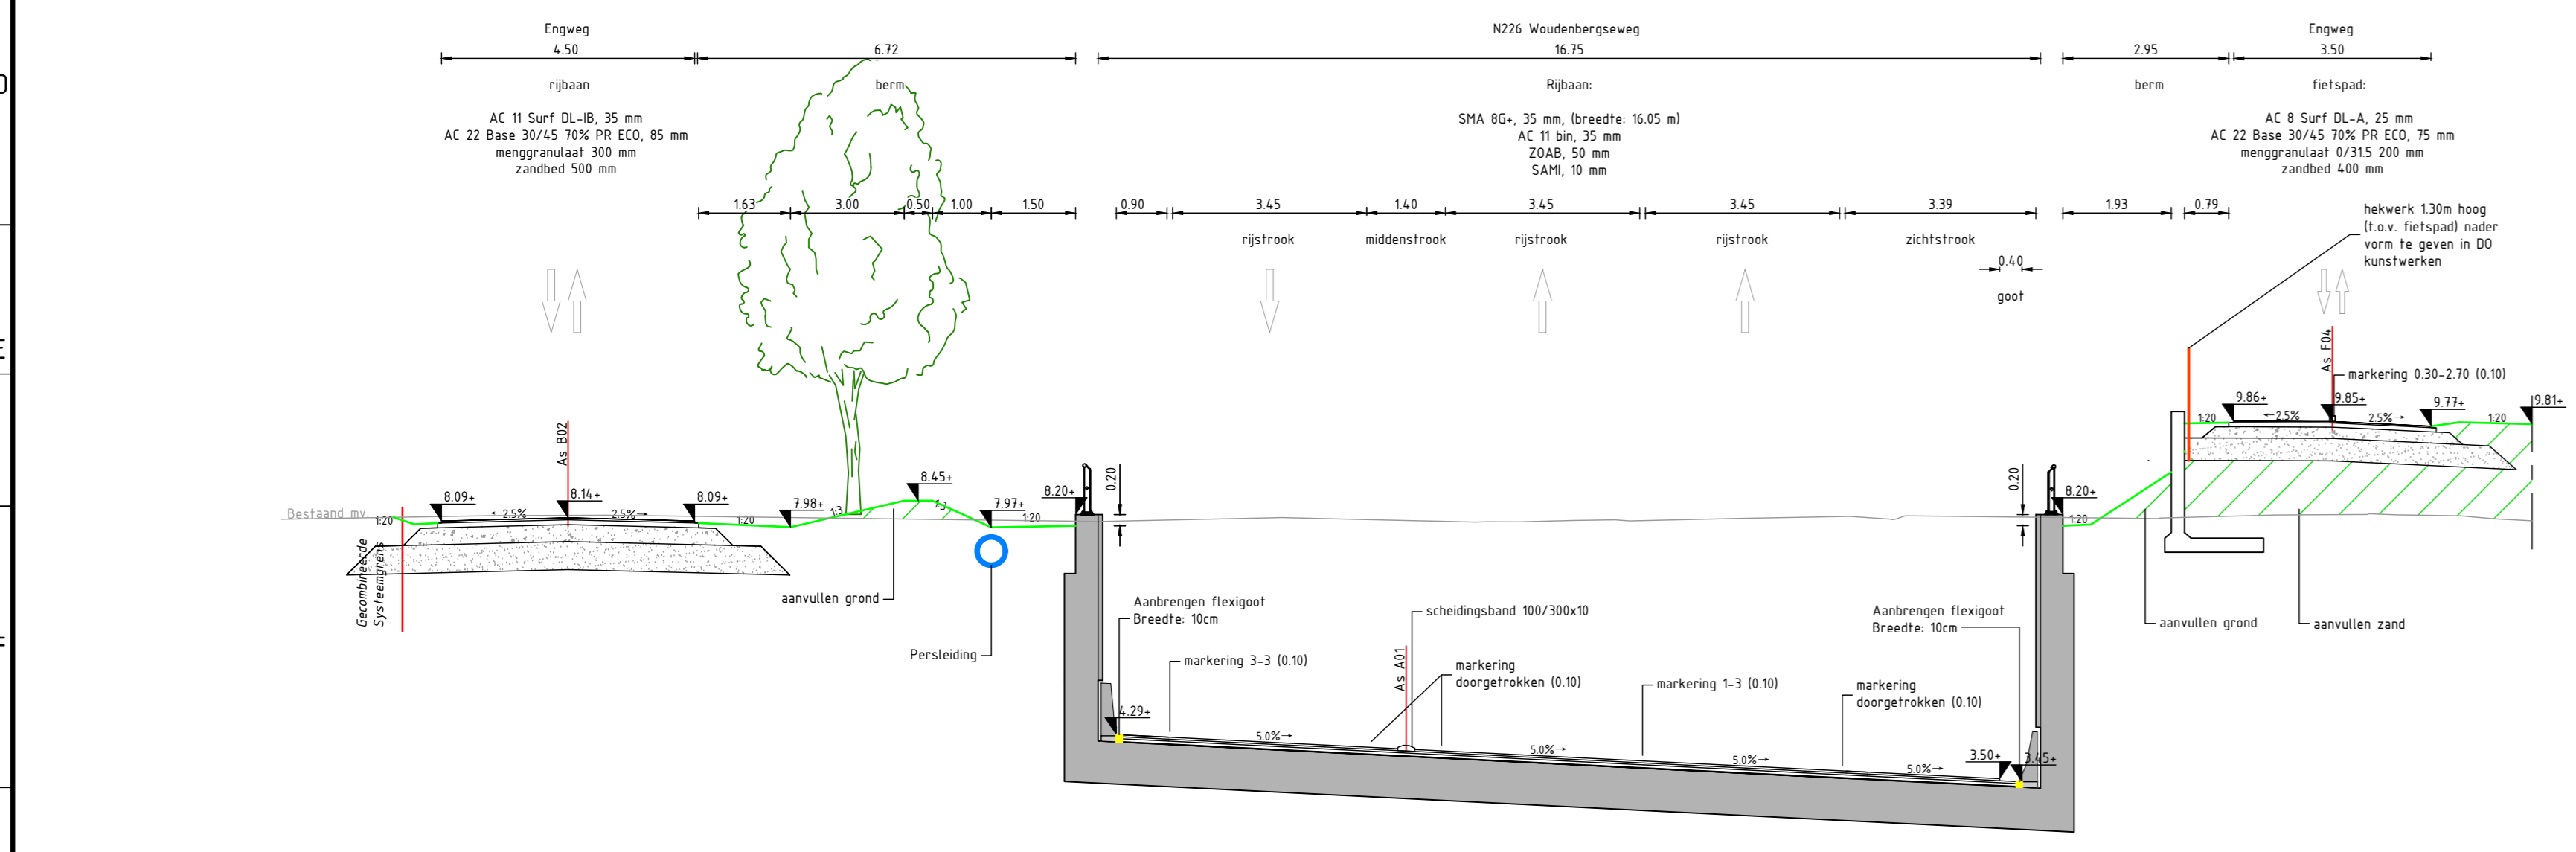 Engweg
4.50
rijbaan
AC 11 Surf DL-IB, 35 mm
AC 22 Base 30/45 70% PR ECO, 85 mm
menggranulaat 300 mm
zandbed 500 mm
6.72
berm
1.63
3.00
0.50
1.00
1.50
N226 Woudenbergseweg
16.75
Rijbaan:
SMA 8G+, 35 mm, (breedte: 16.05 m)
AC 11 bin, 35 mm
ZOAB, 50 mm
SAMI, 10 mm
0.90
3.45
1.40
3.45
3.45
3.39
rijstrook
middenstrook
rijstrook
rijstrook
zichtstrook
0.40
goot
2.95
berm
1.93
0.79
Engweg
3.50
fietspad:
AC 8 Surf DL-A, 25 mm
AC 22 Base 30/45 70% PR ECO, 75 mm
menggranulaat 0/31.5 200 mm
zandbed 400 mm
hekwerk 1.30m hoog
(t.o.v. fietspad) nader
vorm te geven in DO
kunstwerken
As F04
markering 0.30-2.70 (0.10)
9.86+
9.85+
9.77+
9.81+
1:20
2.5%
2.5%
1:20
As B02
Bestaand mv.
1:20
8.09+
2.5%
8.14+
2.5%
8.09+
1:20
7.98+
1:3
8.45+
1:3
7.97+
1:20
8.20+
0.20
0.20
8.20+
1:20
Gecombineerde
Systeemgrens
aanvullen grond
Persleiding
Aanbrengen flexigoot
Breedte: 10cm
markering 3-3 (0.10)
4.29+
scheidingsband 100/300x10
As A01
markering
doorgetrokken (0.10)
markering 1-3 (0.10)
markering
doorgetrokken (0.10)
Aanbrengen flexigoot
Breedte: 10cm
aanvullen grond
aanvullen zand
5.0%
5.0%
5.0%
5.0%
3.50+
3.45+